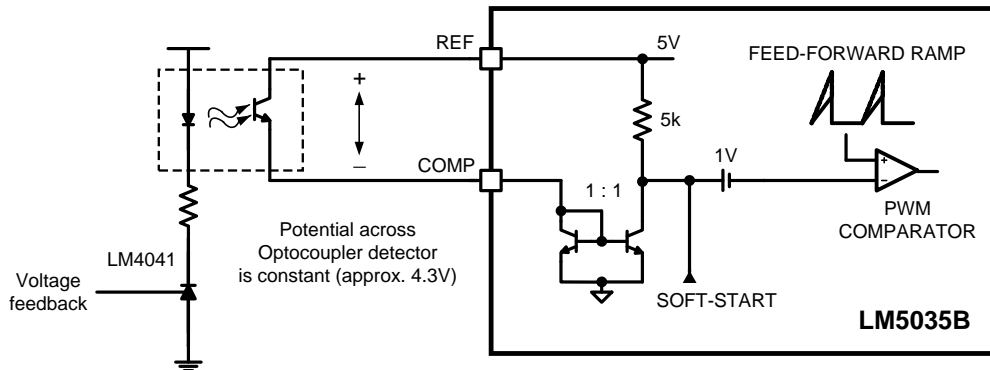 REF
5V
FEED-FORWARD RAMP
+
5k
1V
+
–
–
COMP
1 : 1
PWM
COMPARATOR
Potential across
Optocoupler detector
is constant (approx. 4.3V)
LM4041
Voltage
feedback
SOFT-START
LM5035B